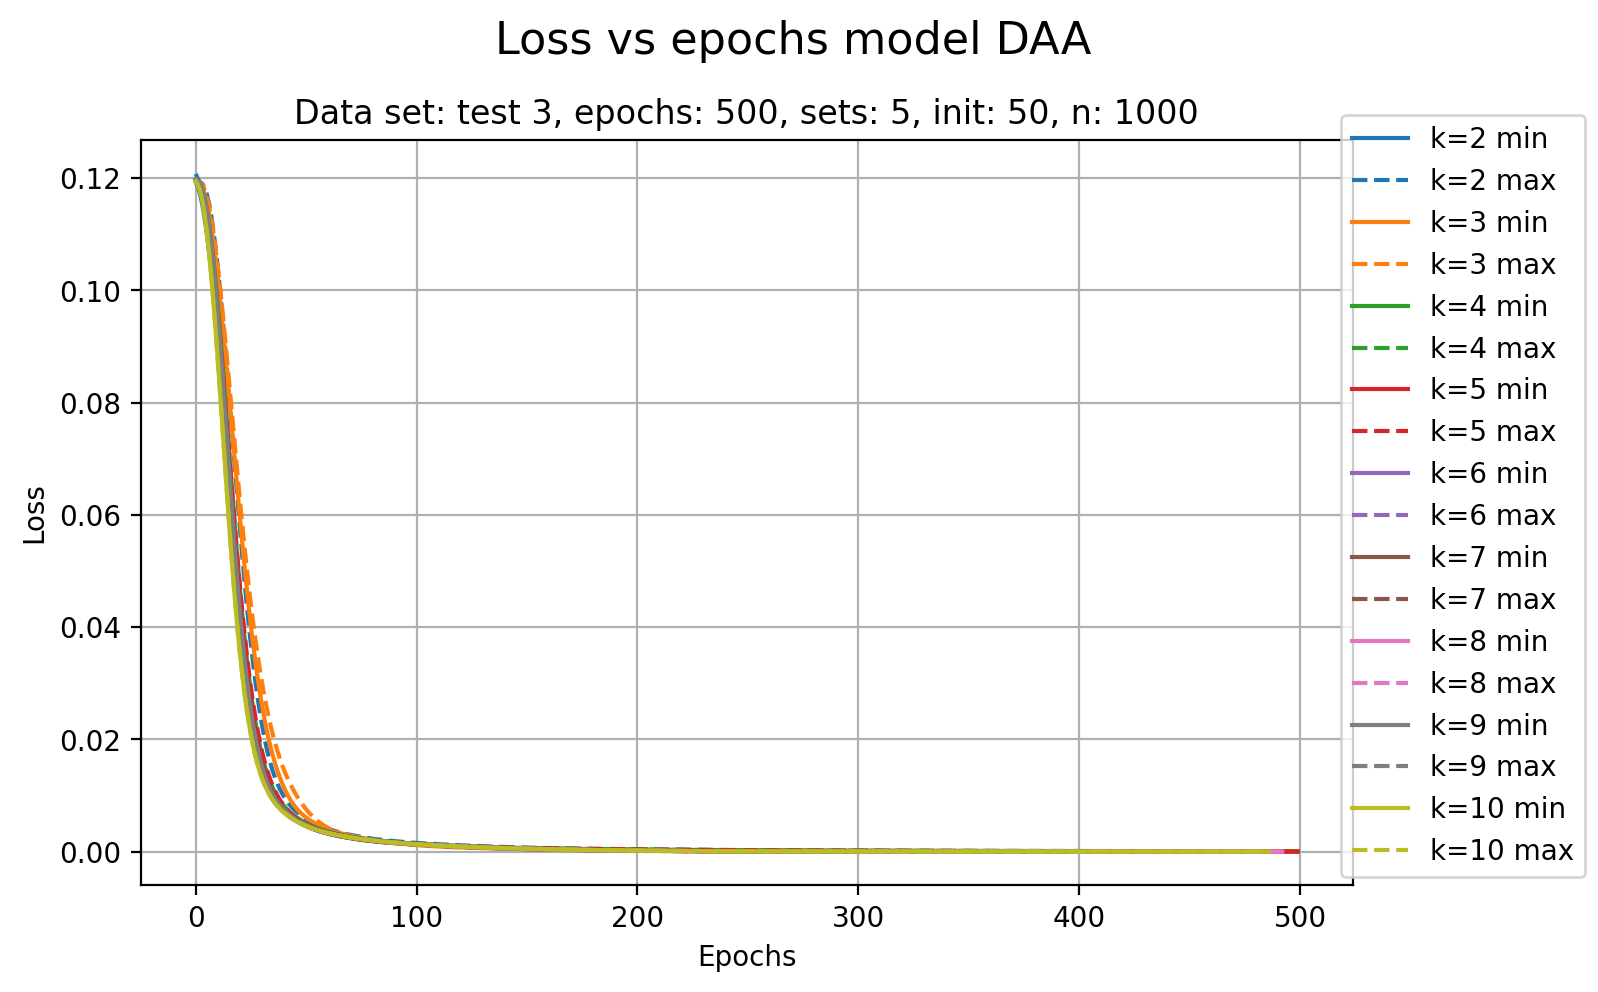 Loss vs epochs model DAA
Data set: test 3, epochs: 500, sets: 5, init: 50, n: 1000
k=2 min
k=2 max
k=3 min
k=3 max
k=4 min
k=4 max
k=5 min
k=5 max
k=6 min
k=6 max
k=7 min
k=7 max
k=8 min
k=8 max
k=9 min
k=9 max
k=10 min
k=10 max
Loss
0.12
0.10
0.08
0.06
0.04
0.02
0.00
0 100 200 300 400 500
Epochs